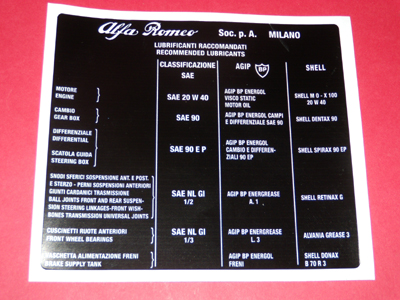 Alfa Romeo Soc. p. A. MILANO
LUBRIFICANTI RACCOMANDATI
RECOMMENDED LUBRICANTS
CLASSIFICAZIONE
SAE
AGIP BP
SHELL
MOTORE
ENGINE
SAE 20 W 40
AGIP BP ENERGOL
VISCO STATIC
MOTOR OIL
SHELL M O - X 100
20 W 40
CAMBIO
GEAR BOX
SAE 90
AGIP BP ENERGOL CAMBI
E DIFFERENZIALE SAE 90
SHELL DENTAX 90
DIFFERENZIALE
DIFFERENTIAL
SCATOLA GUIDA
STEERING BOX
SAE 90 E P
AGIP BP ENERGOL
CAMBIO E DIFFEREN-
ZIALI 90 EP
SHELL SPIRAX 90 EP
SNODI SFERICI SOSPENSIONE ANT. E POST.
E STERZO - PERNI SOSPENSIONI ANTERIORI
GIUNTI CARDANICI TRASMISSIONE
BALL JOINTS FRONT AND REAR SUSPEN-
SION STEERING LINKAGES-FRONT WISH-
BONES TRANSMISSION UNIVERSAL JOINTS
SAE NL GI
1/2
AGIP BP ENERGREASE
A. 1
SHELL RETINAX G
CUSCINETTI RUOTE ANTERIORI
FRONT WHEEL BEARINGS
SAE NL GI
1/3
AGIP BP ENERGREASE
L. 3
ALVANIA GREASE 3
VASCHETTA ALIMENTAZIONE FRENI
BRAKE SUPPLY TANK
AGIP BP ENERGOL
FRENI
SHELL DONAX
B 70 R 3